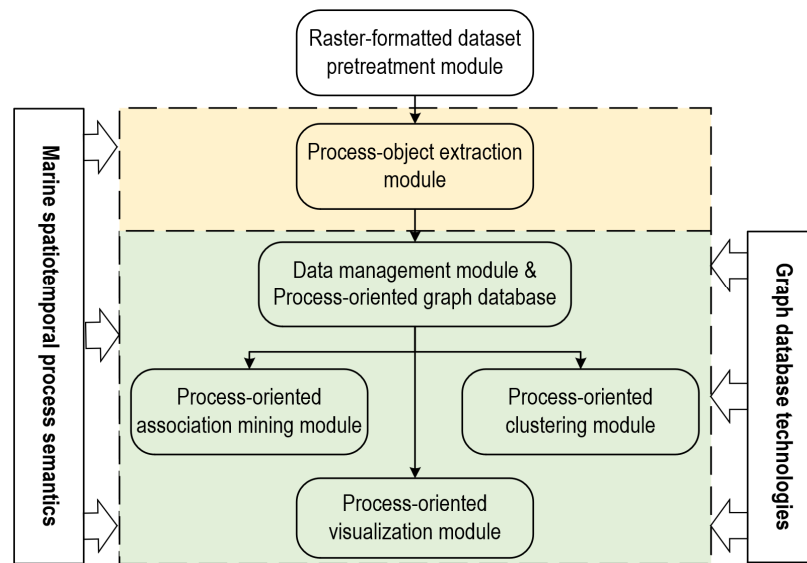 Raster-formatted dataset
pretreatment module
Marine spatiotemporal process semantics
Process-object extraction
module
Data management module &
Process-oriented graph database
Graph database technologies
Process-oriented
association mining module
Process-oriented
clustering module
Process-oriented
visualization module